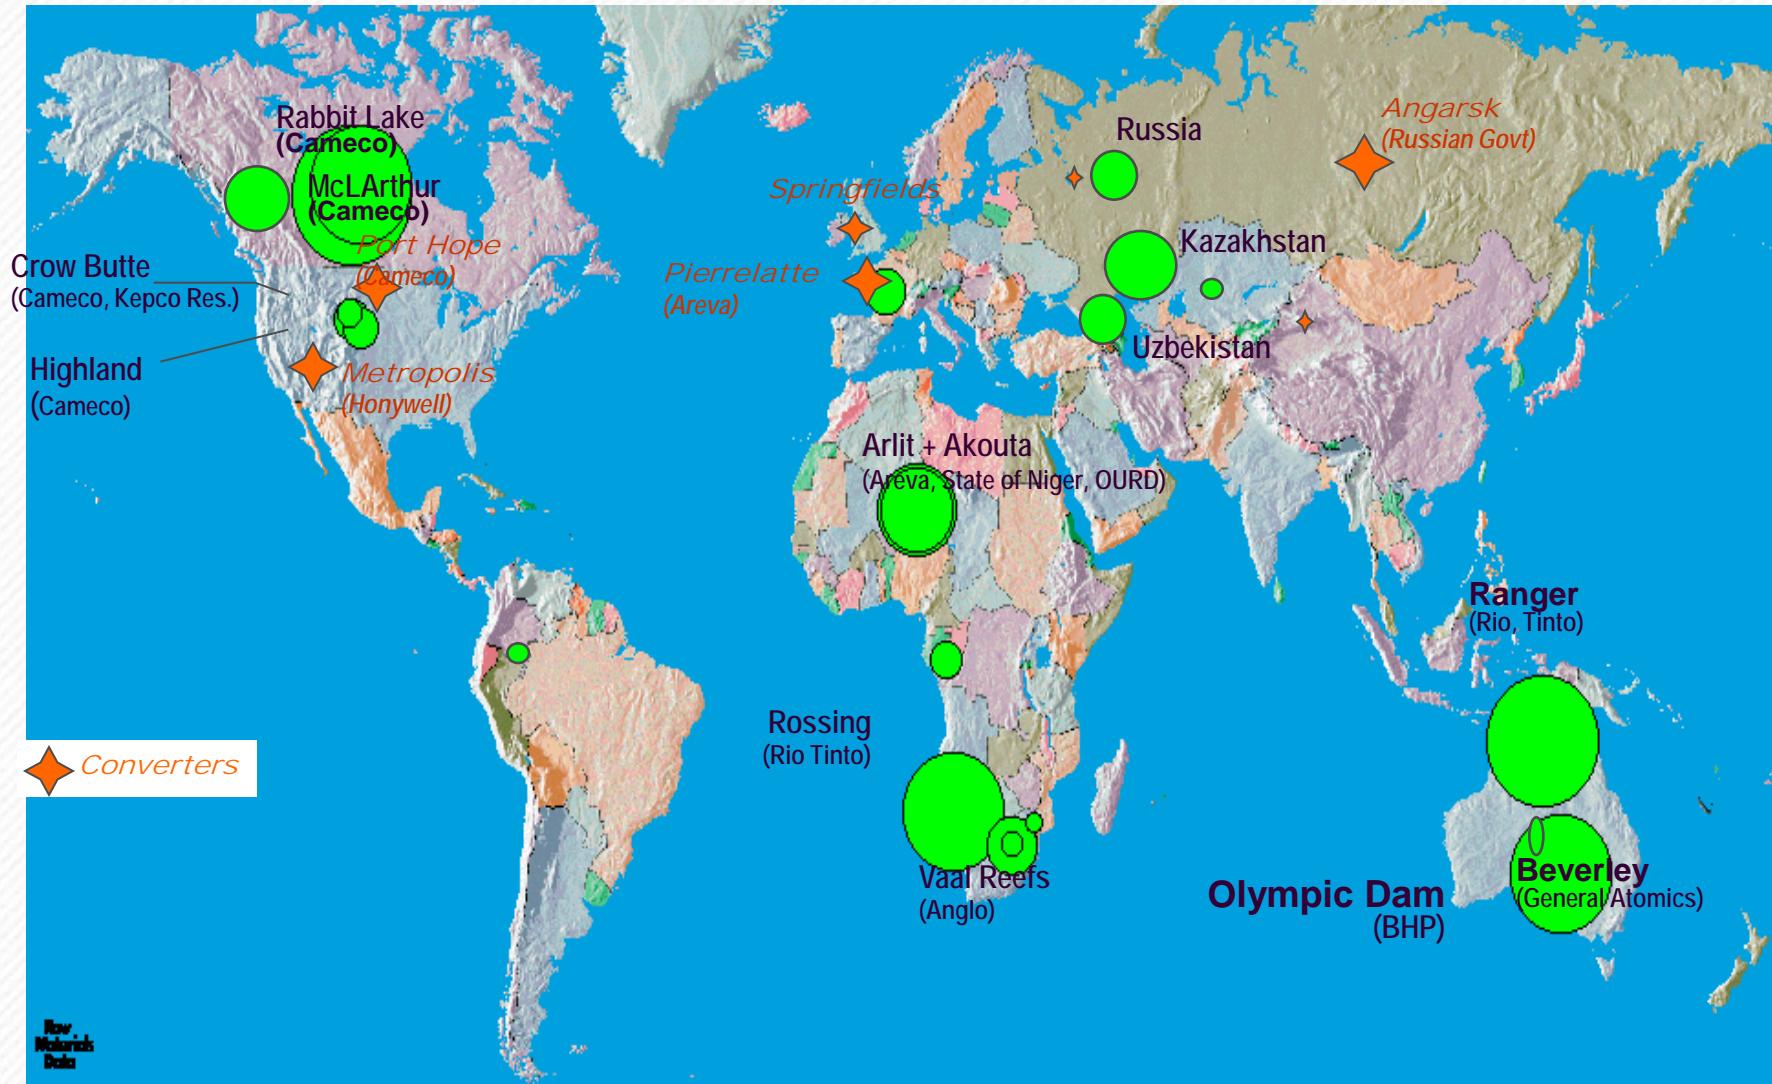 Rabbit Lake
(Cameco)
McLArthur
(Cameco)
Port Hope
(Cameco)
Crow Butte
(Cameco, Kepco Res.)
Highland
(Cameco)
Metropolis
(Honywell)
Converters
Springfields
Pierrelatte
(Areva)
Russia
Angarsk
(Russian Govt)
Kazakhstan
Uzbekistan
Arlit + Akouta
(Areva, State of Niger, OURD)
Rossing
(Rio Tinto)
Vaal Reefs
(Anglo)
Ranger
(Rio, Tinto)
Olympic Dam
(BHP)
Beverley
(General Atomics)
Materials
Data